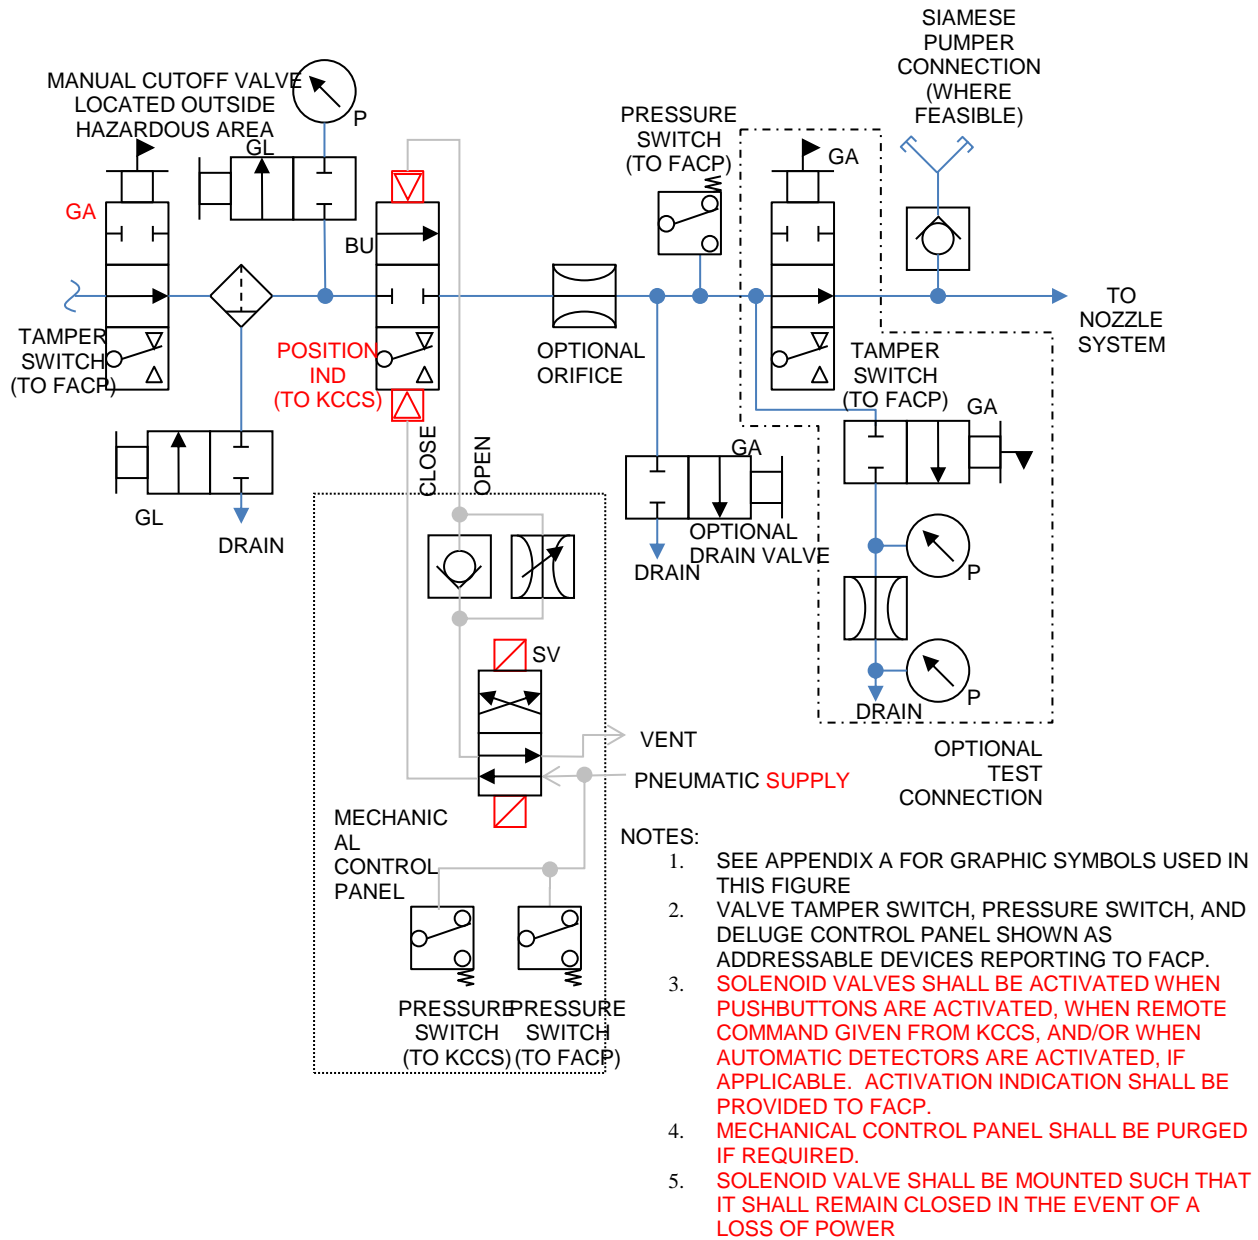 SIAMESE
PUMPER
CONNECTION
(WHERE
FEASIBLE)
MANUAL CUTOFF VALVE
LOCATED OUTSIDE
HAZARDOUS AREA
P
GL
PRESSURE
SWITCH
(TO FACP)
GA
GA
BU
TAMPER
SWITCH
(TO FACP)
POSITION
IND
(TO KCCS)
OPTIONAL
ORIFICE
TO
NOZZLE
SYSTEM
TAMPER
SWITCH
(TO FACP)
GA
GL
DRAIN
CLOSE
OPEN
GA
OPTIONAL
DRAIN VALVE
DRAIN
P
P
DRAIN
SV
VENT
PNEUMATIC SUPPLY
OPTIONAL
TEST
CONNECTION
MECHANIC
AL
CONTROL
PANEL
PRESSURE
SWITCH
(TO KCCS)
PRESSURE
SWITCH
(TO FACP)
NOTES:
1. SEE APPENDIX A FOR GRAPHIC SYMBOLS USED IN
THIS FIGURE
2. VALVE TAMPER SWITCH, PRESSURE SWITCH, AND
DELUGE CONTROL PANEL SHOWN AS
ADDRESSABLE DEVICES REPORTING TO FACP.
3. SOLENOID VALVES SHALL BE ACTIVATED WHEN
PUSHBUTTONS ARE ACTIVATED, WHEN REMOTE
COMMAND GIVEN FROM KCCS, AND/OR WHEN
AUTOMATIC DETECTORS ARE ACTIVATED, IF
APPLICABLE. ACTIVATION INDICATION SHALL BE
PROVIDED TO FACP.
4. MECHANICAL CONTROL PANEL SHALL BE PURGED
IF REQUIRED.
5. SOLENOID VALVE SHALL BE MOUNTED SUCH THAT
IT SHALL REMAIN CLOSED IN THE EVENT OF A
LOSS OF POWER